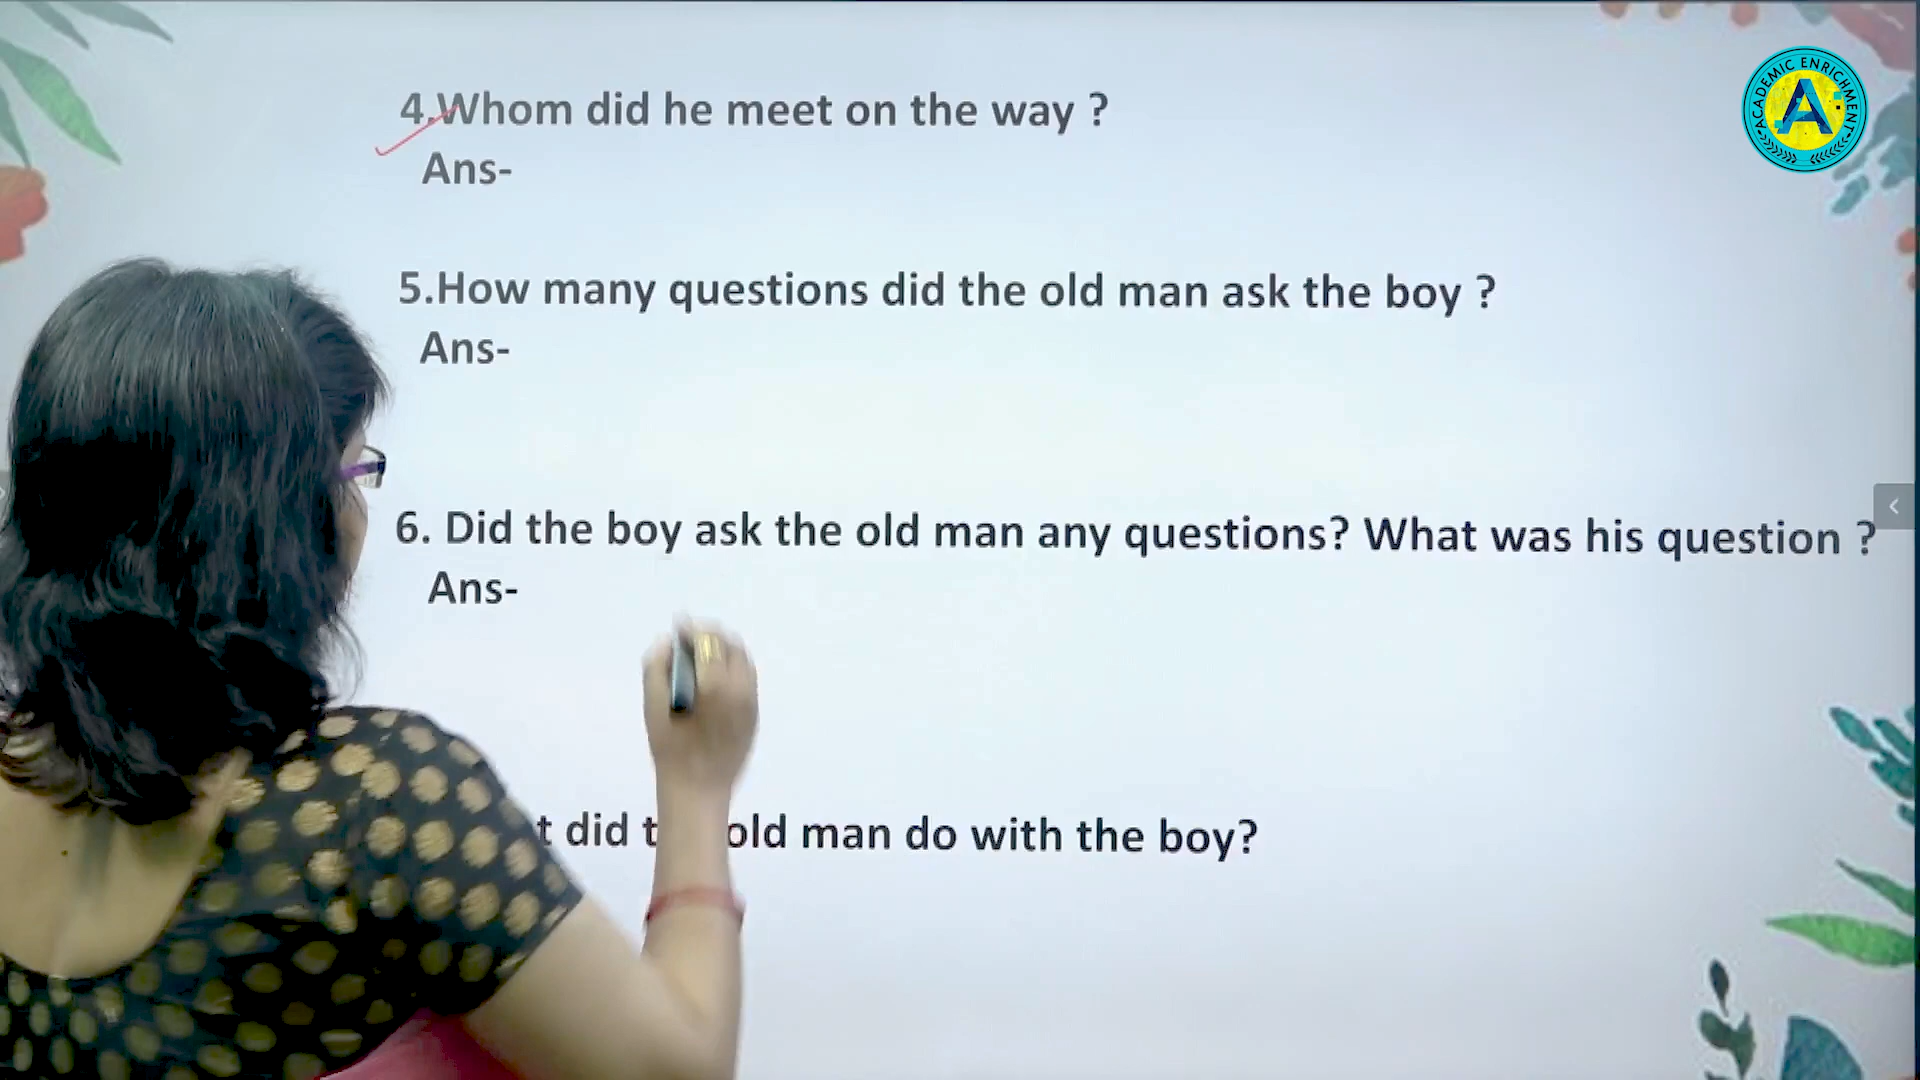 ACADEMIC ENRICHMENT
A
4.Whom did he meet on the way ?
Ans-
5.How many questions did the old man ask the boy ?
Ans-
6. Did the boy ask the old man any questions? What was his question ?
Ans-
did old man do with the boy?